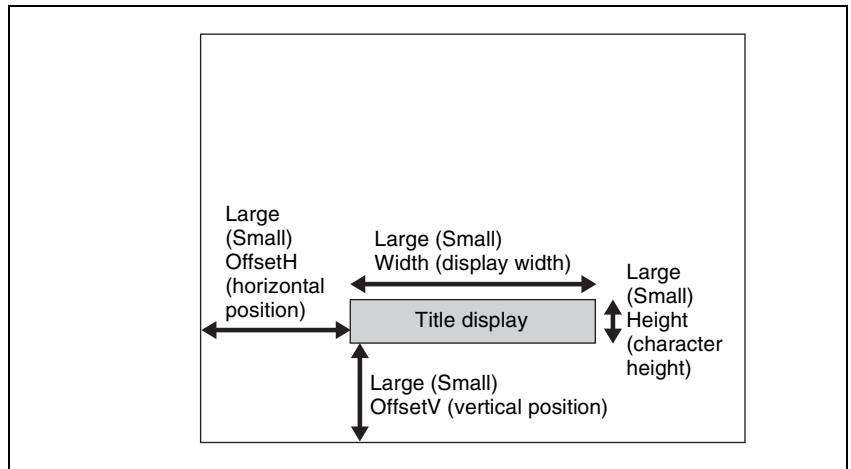 Large
(Small)
OffsetH
(horizontal
position)
Large (Small)
Width (display width)
Large
(Small)
Height
(character
height)
Title display
Large (Small)
OffsetV (vertical position)